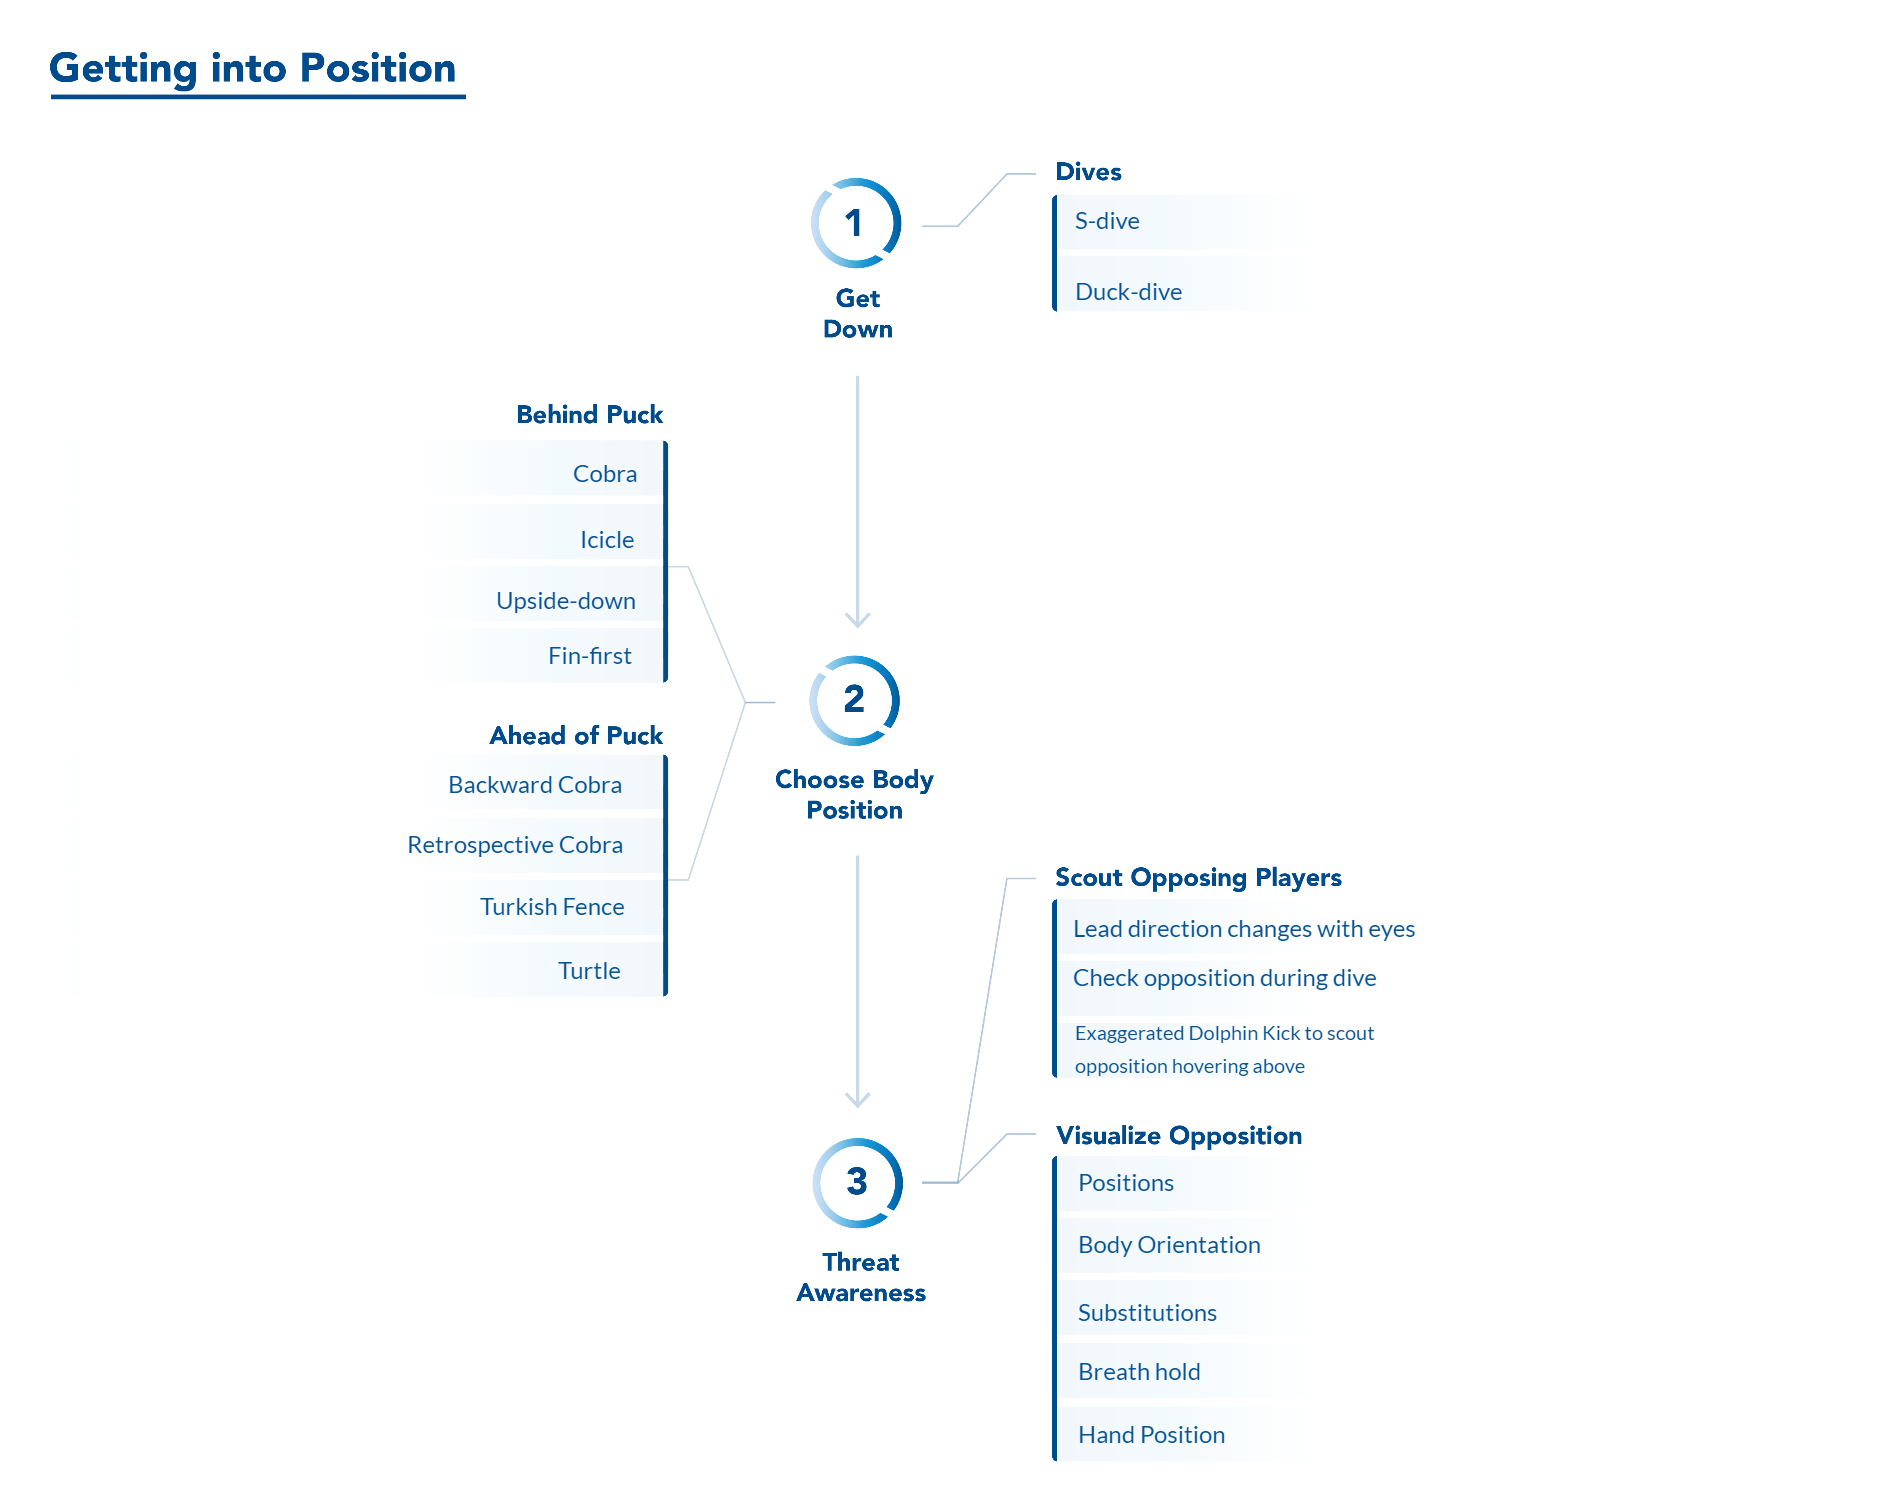 Getting into Position
1
Get
Down
Dives
S-dive
Duck-dive
Behind Puck
Cobra
Icicle
Upside-down
Fin-first
Ahead of Puck
Backward Cobra
Retrospective Cobra
Turkish Fence
Turtle
2
Choose Body
Position
Scout Opposing Players
Lead direction changes with eyes
Check opposition during dive
Exaggerated Dolphin Kick to scout
opposition hovering above
3
Threat
Awareness
Visualize Opposition
Positions
Body Orientation
Substitutions
Breath hold
Hand Position